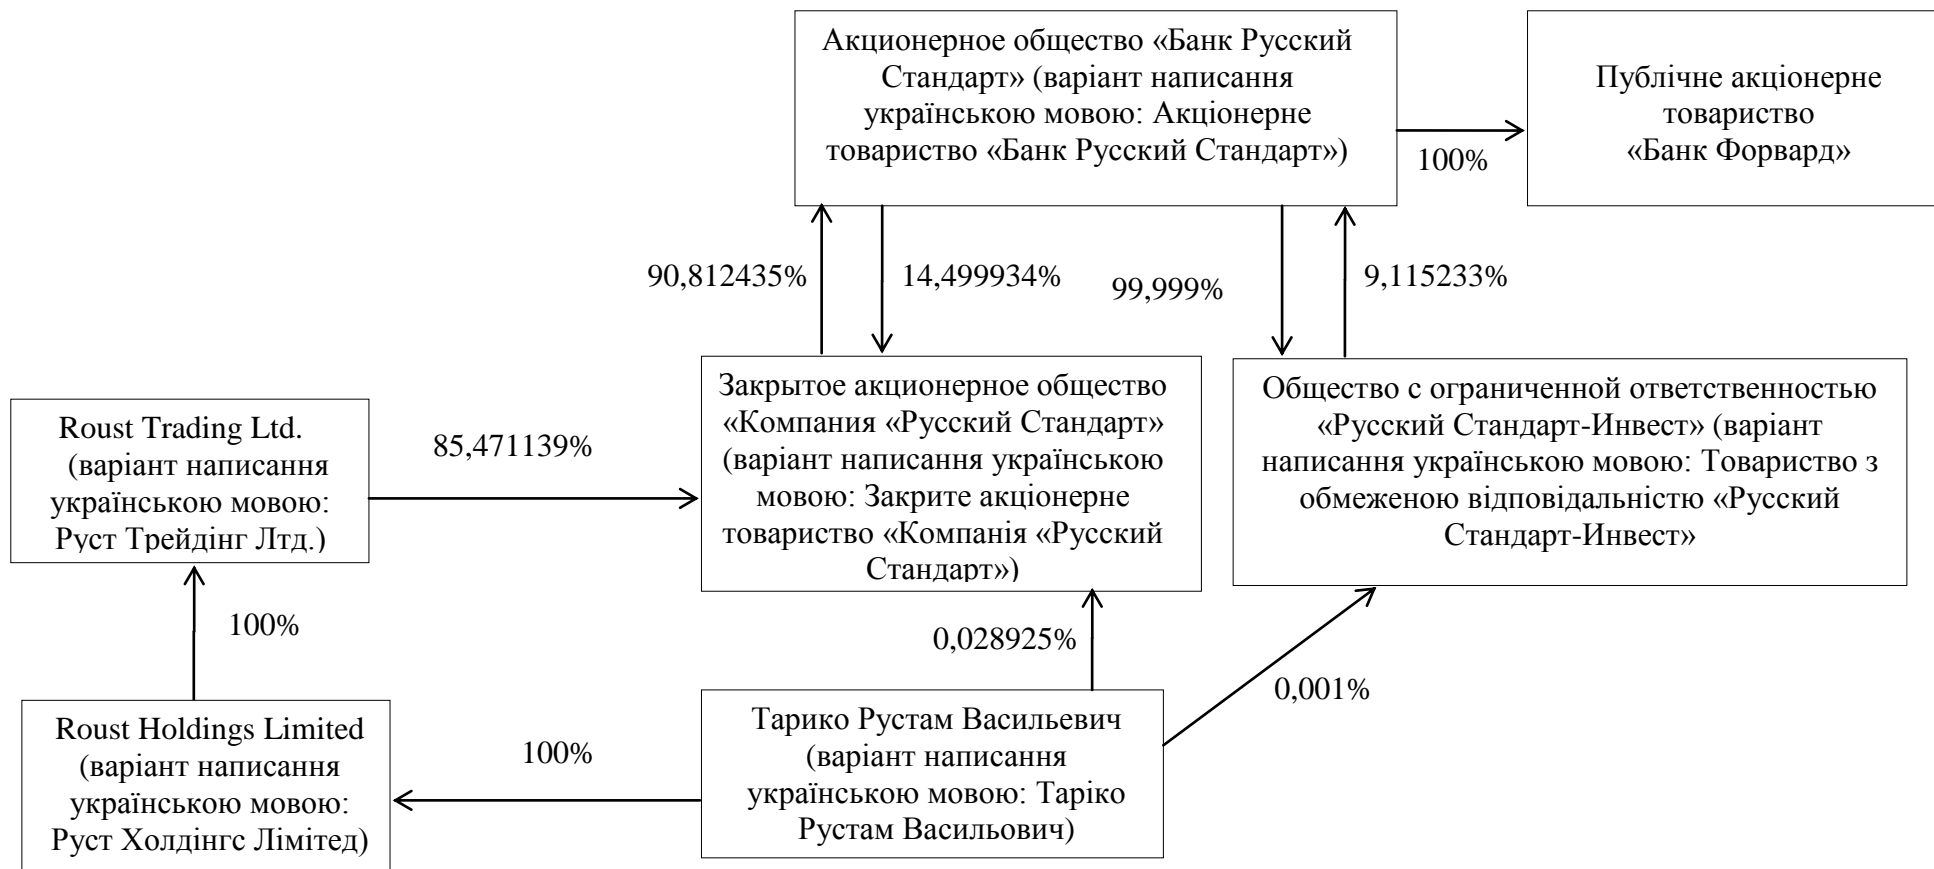 Акционерное общество «Банк Русский
Стандарт» (варіант написання
українською мовою: Акціонерне
товариство «Банк Русский Стандарт»)
Публічне акціонерне
товариство
«Банк Форвард»
100%
90,812435%
14,499934%
99,999%
9,115233%
Roust Trading Ltd.
(варіант написання
українською мовою:
Руст Трейдінг Лтд.)
85,471139%
Закрытое акционерное общество
«Компания «Русский Стандарт»
(варіант написання українською
мовою: Закрите акціонерне
товариство «Компанія «Русский
Стандарт»)
Общество с ограниченной ответственностью
«Русский Стандарт-Инвест» (варіант
написання українською мовою: Товариство з
обмеженою відповідальністю «Русский
Стандарт-Инвест»
100%
0,028925%
0,001%
Roust Holdings Limited
(варіант написання
українською мовою:
Руст Холдінгс Лімітед)
100%
Тарико Рустам Васильевич
(варіант написання
українською мовою: Таріко
Рустам Васильович)